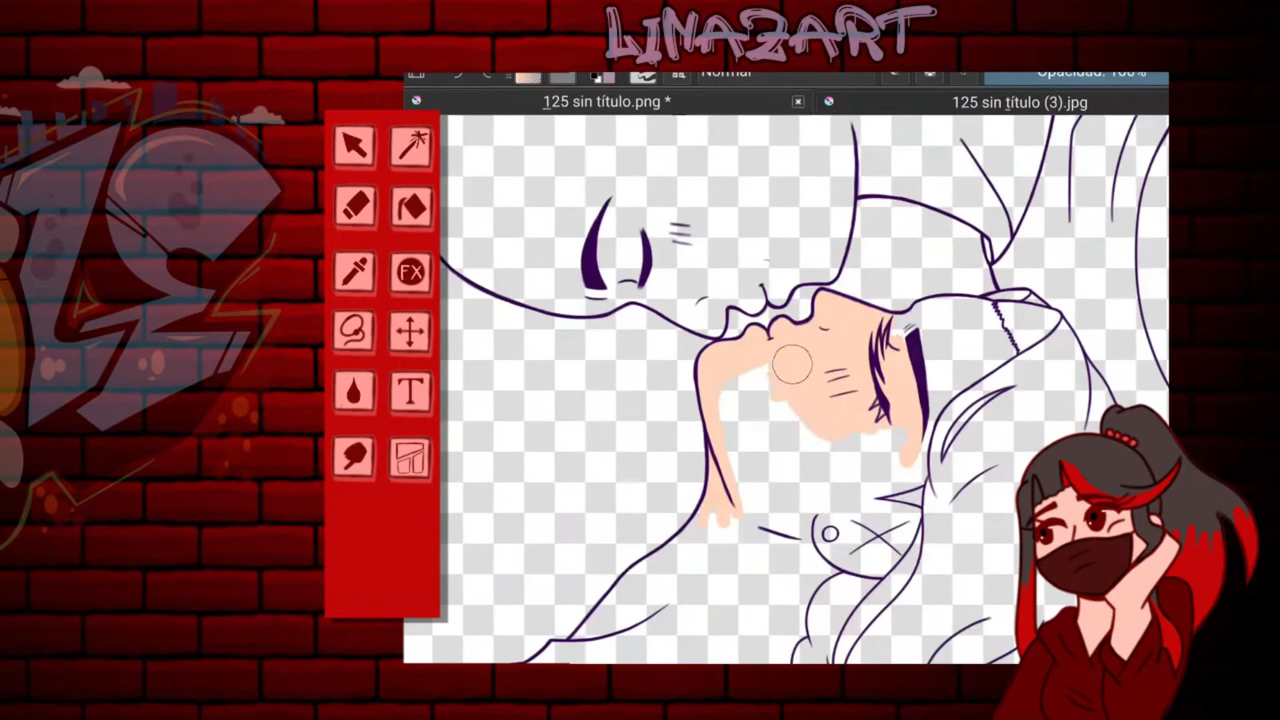 LINAZART
Normal
Opacidad: 100%
125 sin título.png *
125 sin título (3).jpg
FX
T